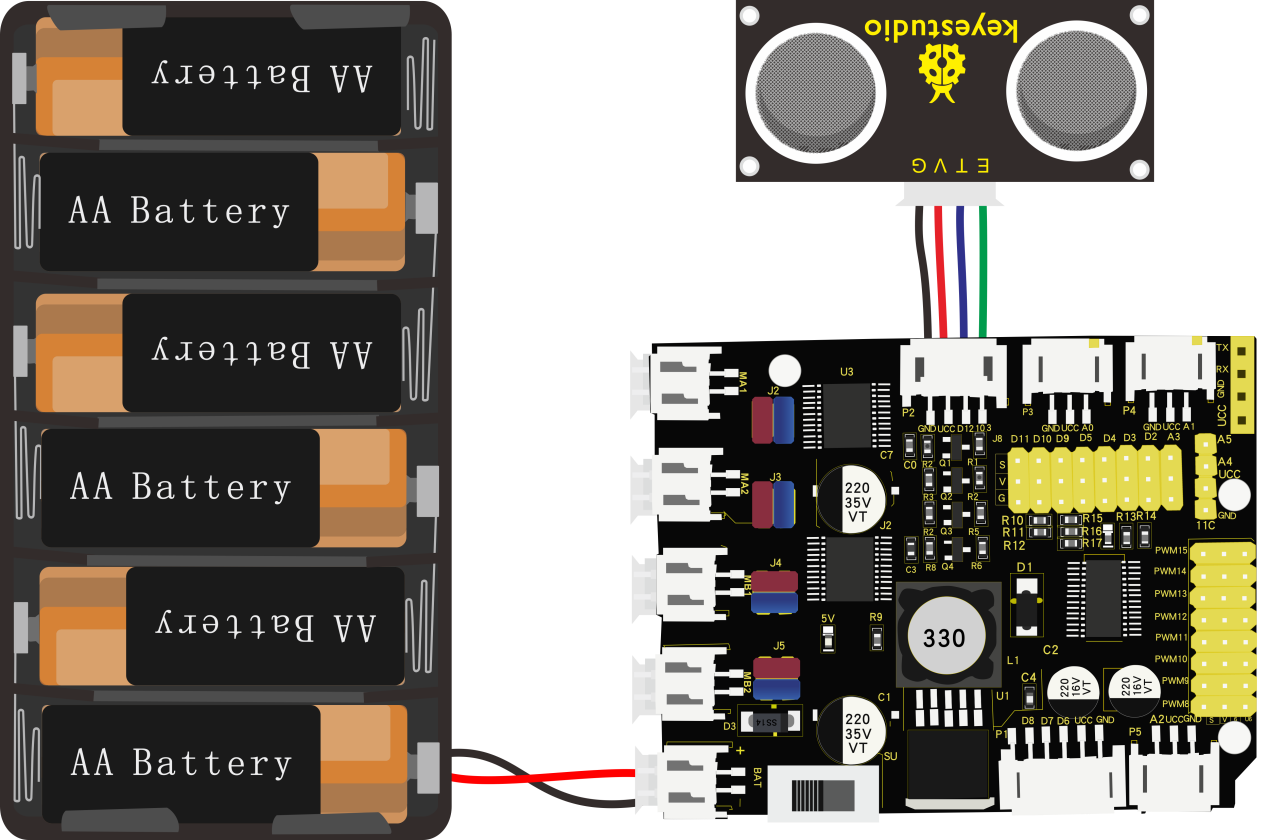 AA Battery
AA Battery
AA Battery
AA Battery
AA Battery
AA Battery
keyestudio
E T V G
TX
RX
GND
UCC
MA1
J2
U3
P2
P3
P4
GND UCC D12 10 3
GND UCC A0
GND UCC A1
C7
C0
R2
Q1
R1
J8
D11 D10 D9 D5 D4 D3 D2 A3
A5
A4
UCC
GND
11C
S
V
G
MA2
J3
220
35V
VT
R3
Q2
R2
J2
R2
Q3
R5
C3
R8
Q4
R6
R10
R11
R12
R15
R16
R17
R13
R14
PWM15
PWM14
PWM13
PWM12
PWM11
PWM10
PWM9
PWM8
J4
MB1
5V
R9
330
D1
C2
L1
J5
MB2
D3
SS14
C1
220
35V
VT
SU
U1
C4
220
16V
VT
220
16V
VT
P1
D8 D7 D6 UCC GND
P5
A2 UCC GND
S V
+
BAT